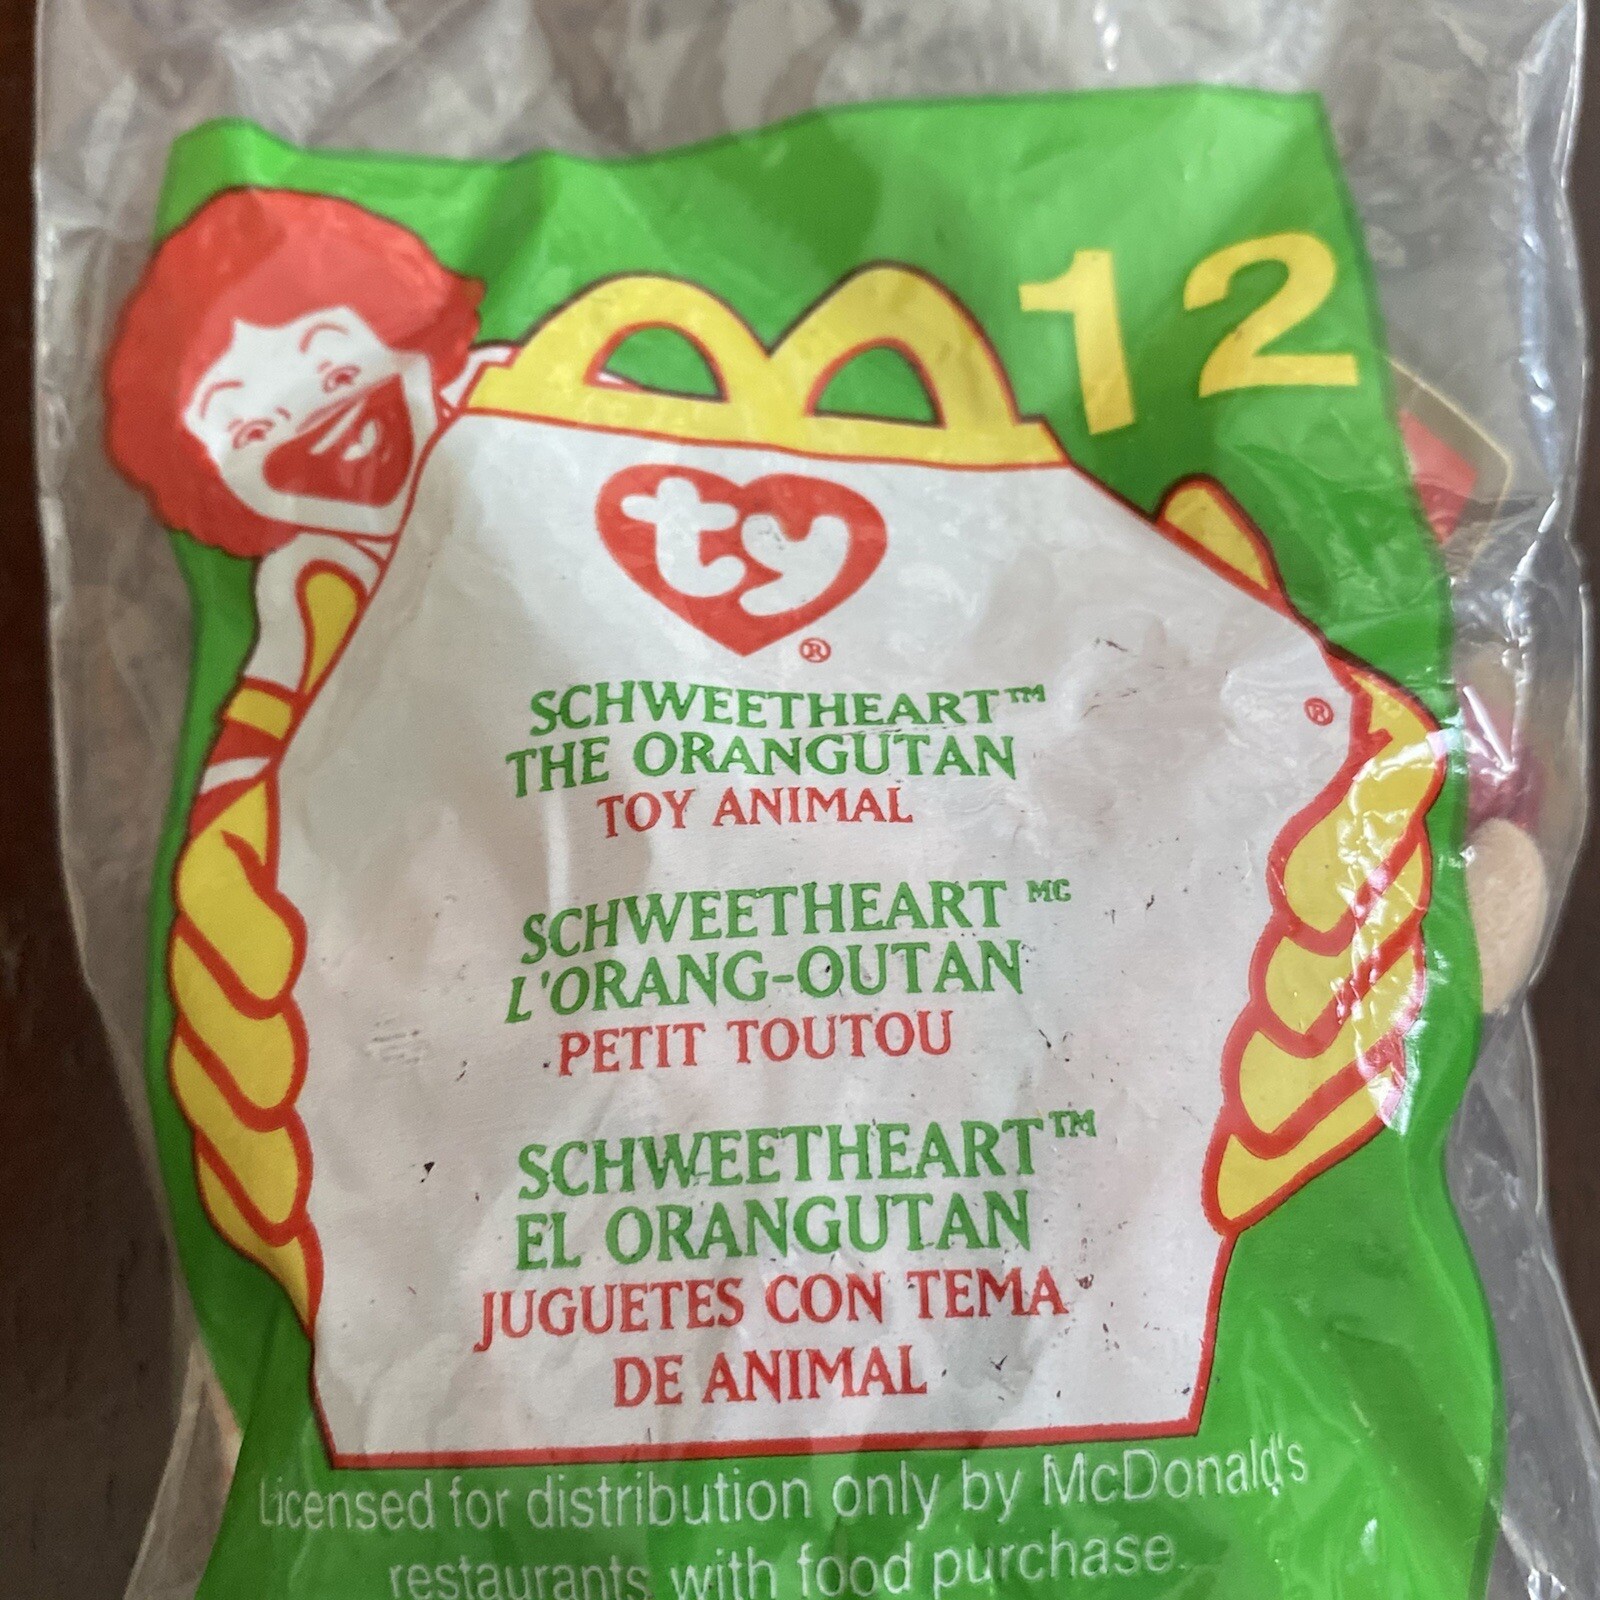 12
ty®
SCHWEETHEART™
THE ORANGUTAN
TOY ANIMAL
®
SCHWEETHEART MC
L'ORANG-OUTAN
PETIT TOUTOU
SCHWEETHEART™
EL ORANGUTAN
JUGUETES CON TEMA
DE ANIMAL
Licensed for distribution only by McDonald's
restaurants with food purchase.